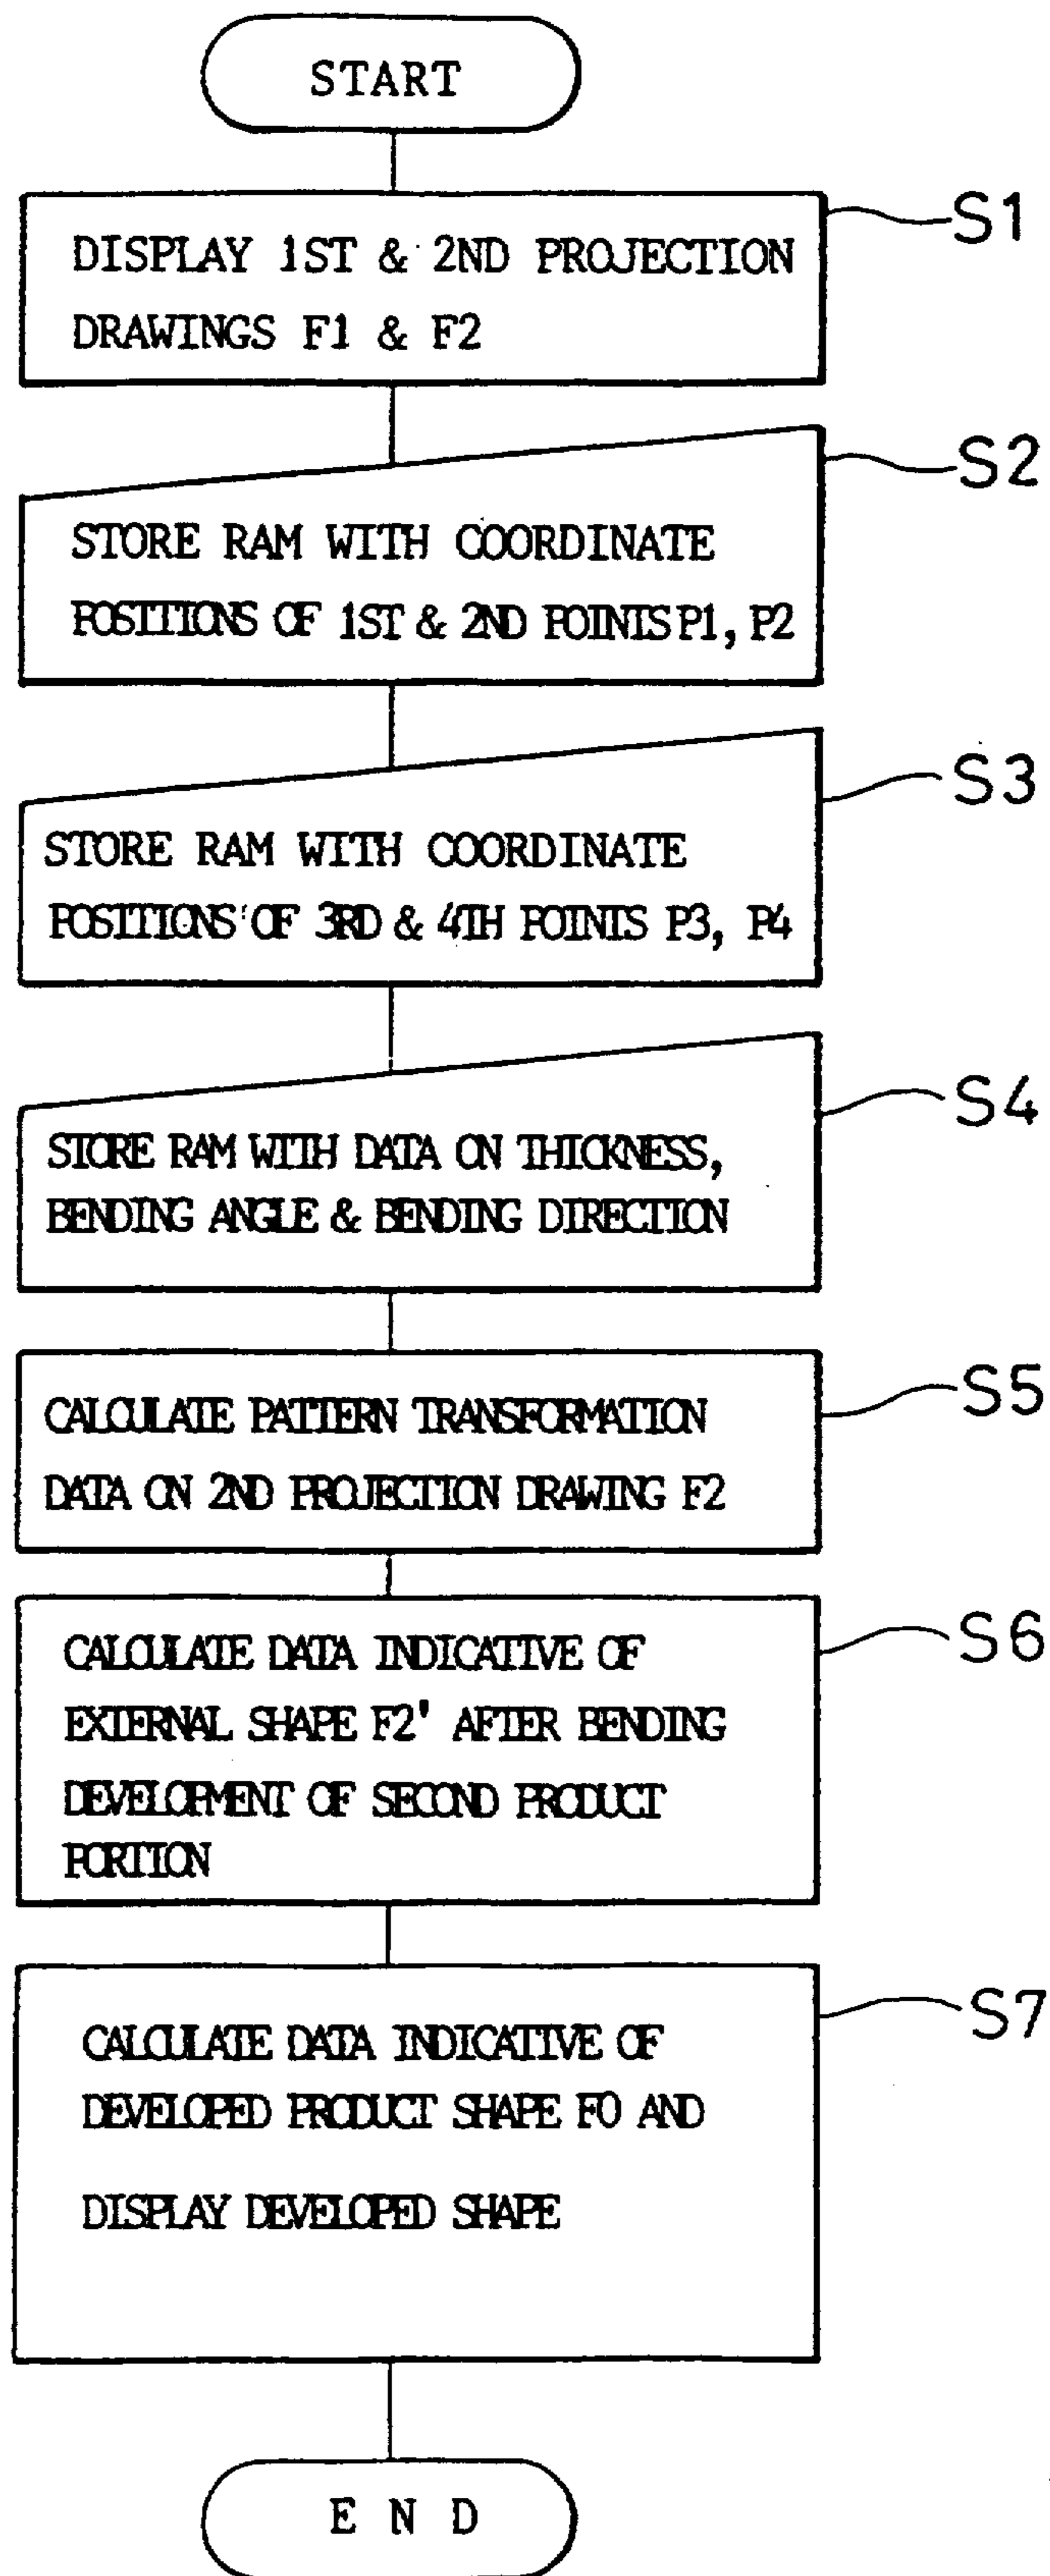 START
DISPLAY 1ST & 2ND PROJECTION
DRAWINGS F1 & F2
S1
STORE RAM WITH COORDINATE
POSITIONS OF 1ST & 2ND POINTS P1, P2
S2
STORE RAM WITH COORDINATE
POSITIONS OF 3RD & 4TH POINTS P3, P4
S3
STORE RAM WITH DATA ON THICKNESS,
BENDING ANGLE & BENDING DIRECTION
S4
CALCULATE PATTERN TRANSFORMATION
DATA ON 2ND PROJECTION DRAWING F2
S5
CALCULATE DATA INDICATIVE OF
EXTERNAL SHAPE F2' AFTER BENDING
DEVELOPMENT OF SECOND PRODUCT
PORTION
S6
CALCULATE DATA INDICATIVE OF
DEVELOPED PRODUCT SHAPE F0 AND
DISPLAY DEVELOPED SHAPE
S7
END